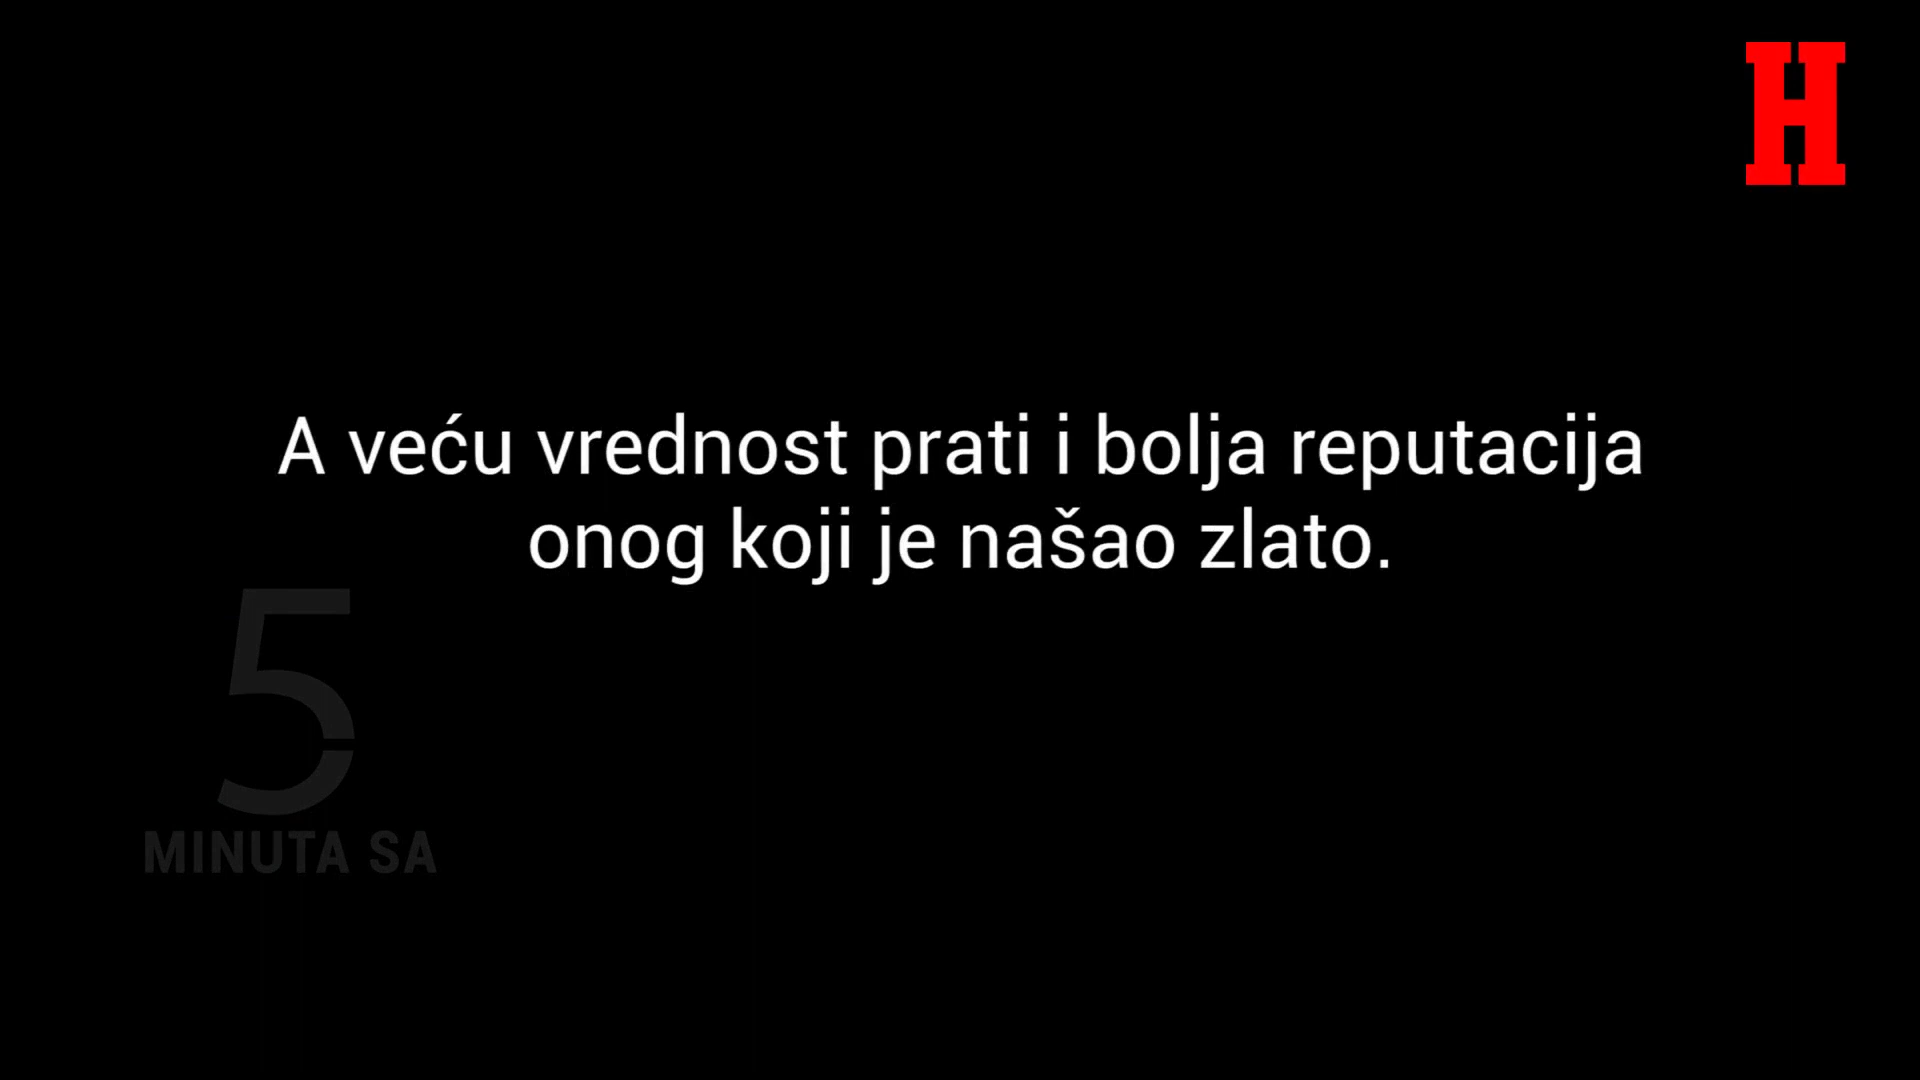 H
A veću vrednost prati i bolja reputacija
onog koji je našao zlato.
5
MINUTA SA